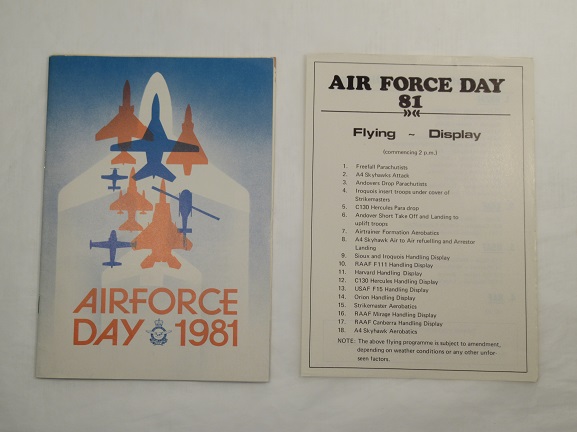 AIRFORCE
DAY 1981
AIR FORCE DAY
81
Flying ~ Display
(commencing 2 p.m.)
1. Freefall Parachutists
2. A4 Skyhawks Attack
3. Andovers Drop Parachutists
4. Iroquois insert troops under cover of
Strikemasters
5. C130 Hercules Para drop
6. Andover Short Take Off and Landing to
uplift troops
7. Airtrainer Formation Aerobatics
8. A4 Skyhawk Air to Air refuelling and Arrestor
Landing
9. Sious and Iroquois Handling Display
10. RAAF F111 Handling Display
11. Harvard Handling Display
12. C130 Hercules Handling Display
13. USAF F15 Handling Display
14. Orion Handling Display
15. Strikemaster Aerobatics
16. RAAF Mirage Handling Display
17. RAAF Canberra Handling Display
18. A4 Skyhawk Aerobatics
NOTE: The above flying programme is subject to amendment,
depending on weather conditions or any other unfor-
seen factors.